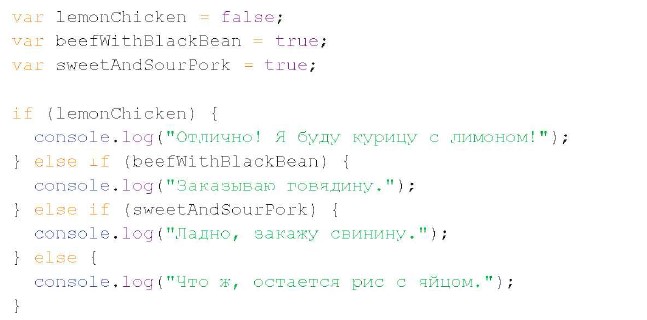 var lemonChicken = false;
var beefWithBlackBean = true;
var sweetAndSourPork = true;

if (lemonChicken) {
  console.log("Отлично! Я буду курицу с лимоном!");
} else if (beefWithBlackBean) {
  console.log("Заказываю говядину.");
} else if (sweetAndSourPork) {
  console.log("Ладно, закажу свинину.");
} else {
  console.log("Что ж, остается рис с яйцом.");
}